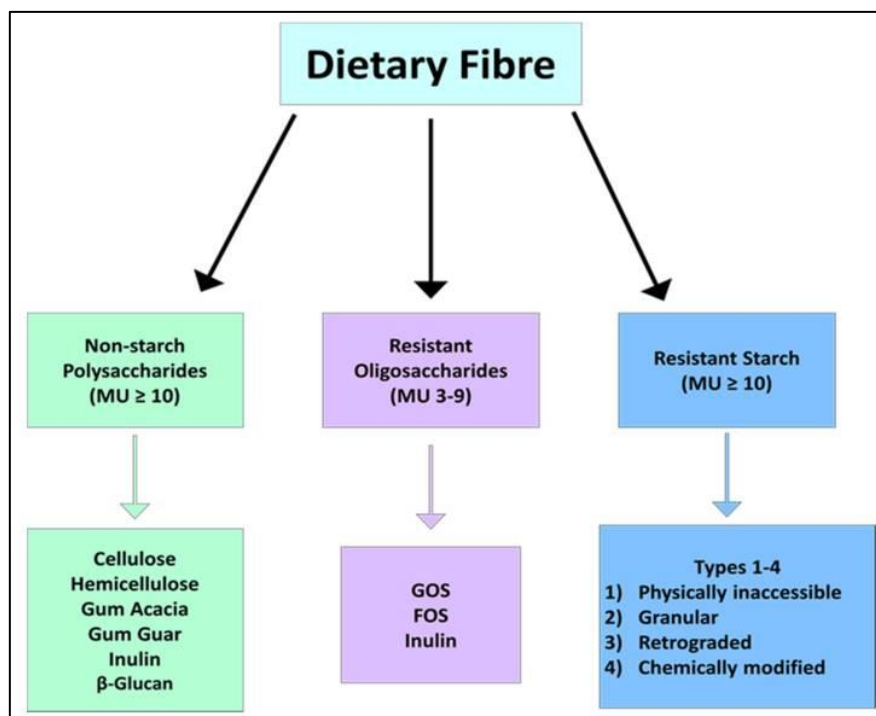 Dietary Fibre
Non-starch
Polysaccharides
(MU ≥ 10)
Resistant
Oligosaccharides
(MU 3-9)
Resistant Starch
(MU ≥ 10)
Cellulose
Hemicellulose
Gum Acacia
Gum Guar
Inulin
β-Glucan
GOS
FOS
Inulin
Types 1-4
1) Physically inaccessible
2) Granular
3) Retrograded
4) Chemically modified